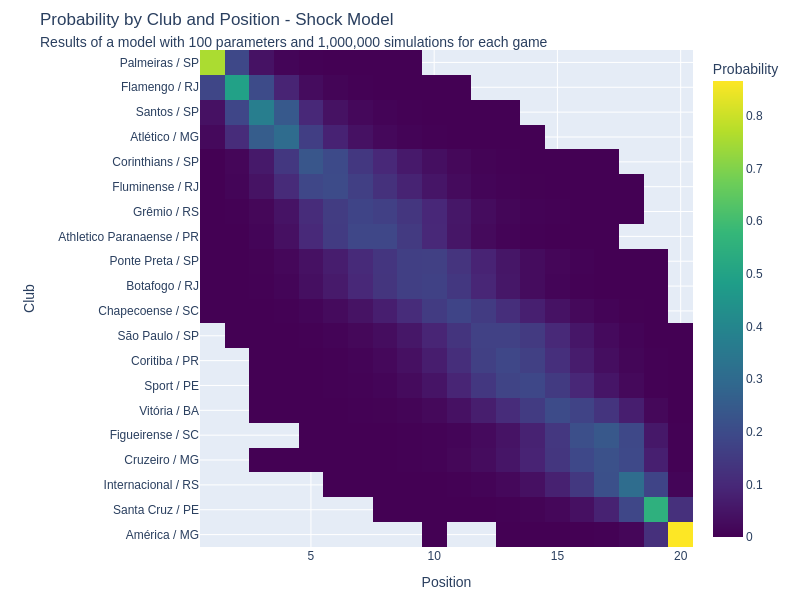 Probability by Club and Position - Shock Model
Results of a model with 100 parameters and 1,000,000 simulations for each game
Probability
Palmeiras / SP
Flamengo / RJ
Santos / SP
Atlético / MG
Corinthians / SP
Fluminense / RJ
Grêmio / RS
Athletico Paranaense / PR
Ponte Preta / SP
Botafogo / RJ
Chapecoense / SC
São Paulo / SP
Coritiba / PR
Sport / PE
Vitória / BA
Figueirense / SC
Cruzeiro / MG
Internacional / RS
Santa Cruz / PE
América / MG
Club
5
10
15
20
Position
0.8
0.7
0.6
0.5
0.4
0.3
0.2
0.1
0